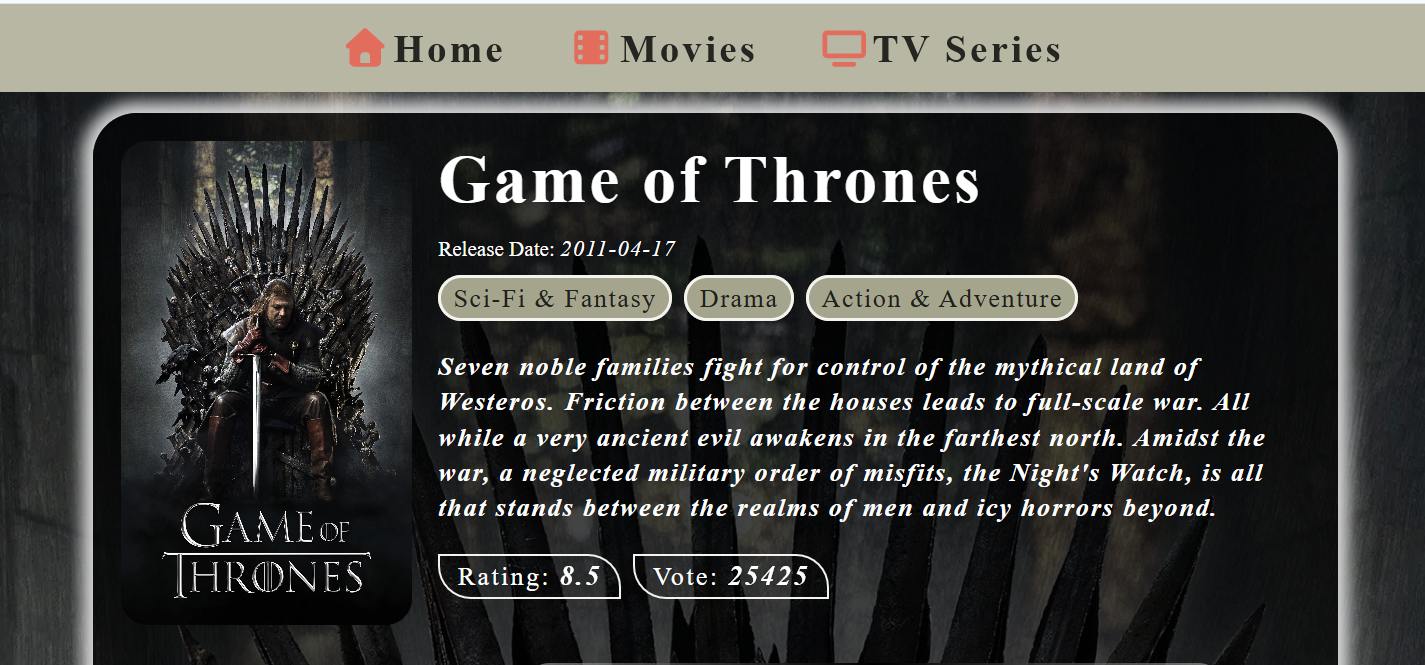 Home Movies TV Series
Game of Thrones
Release Date: 2011-04-17
Sci-Fi & Fantasy Drama Action & Adventure
Seven noble families fight for control of the mythical land of
Westeros. Friction between the houses leads to full-scale war. All
while a very ancient evil awakens in the farthest north. Amidst the
war, a neglected military order of misfits, the Night's Watch, is all
that stands between the realms of men and icy horrors beyond.
Rating: 8.5 Vote: 25425
GAME OF
THRONES